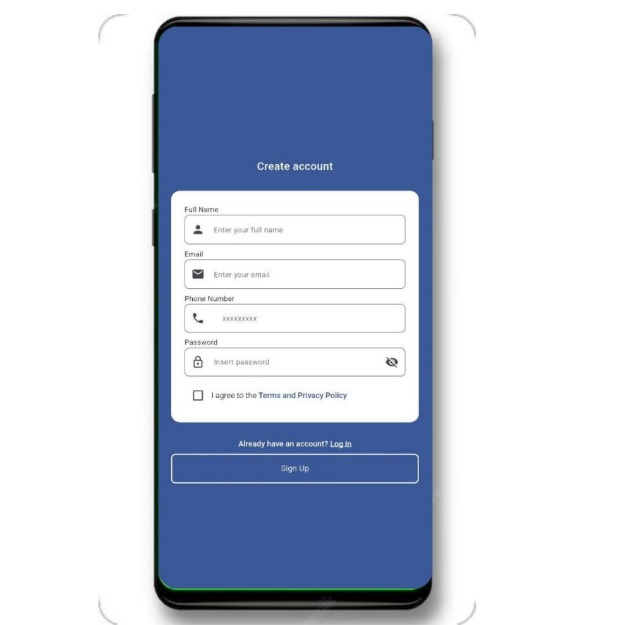 Create account
Full Name
Enter your full name
Email
Enter your email
Phone Number
xxxxxxxxx
Password
Insert password
I agree to the Terms and Privacy Policy
Already have an account? Log In
Sign Up